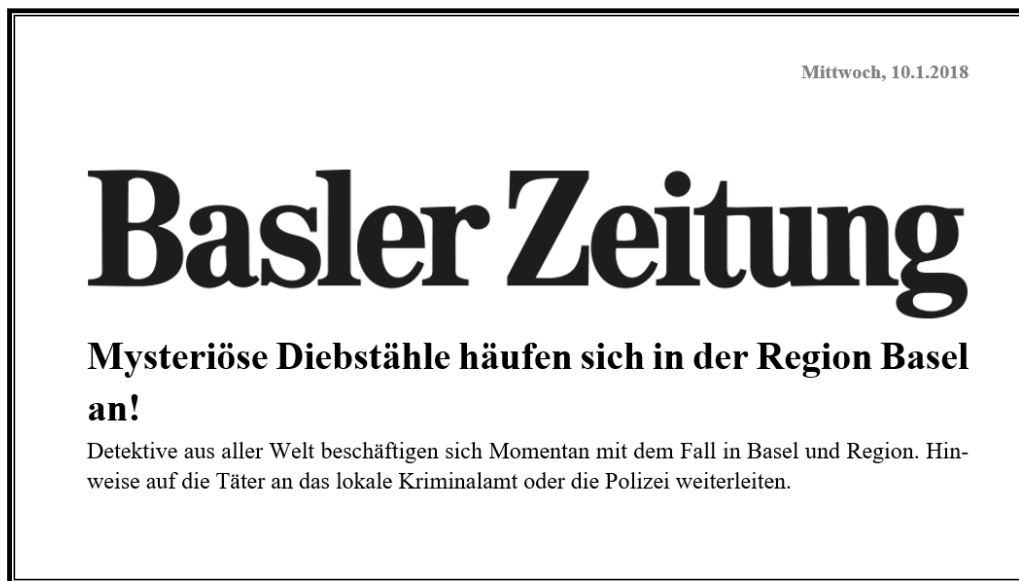 Mittwoch, 10.1.2018
Basler Zeitung
Mysteriöse Diebstähle häufen sich in der Region Basel
an!
Detektive aus aller Welt beschäftigen sich Momentan mit dem Fall in Basel und Region. Hin-
weise auf die Täter an das lokale Kriminalamt oder die Polizei weiterleiten.